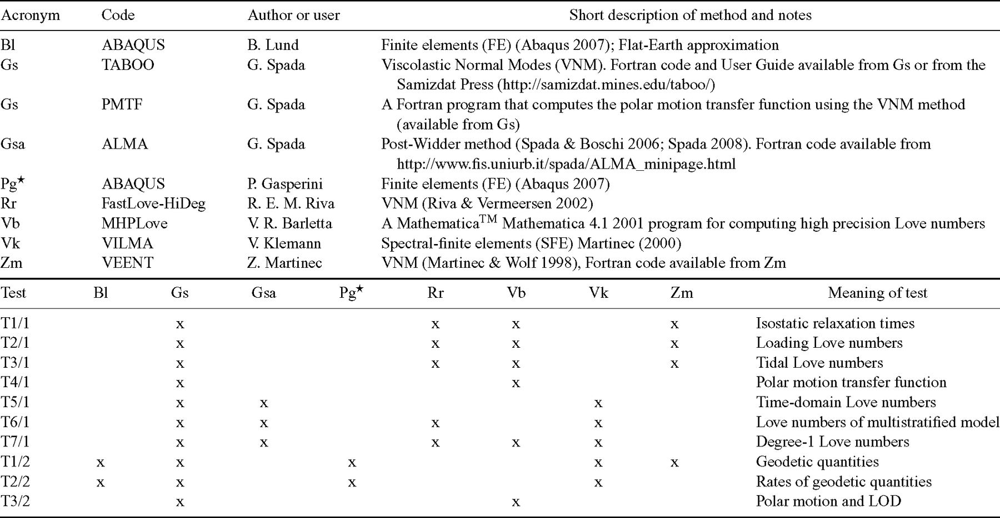 Acronym Code Author or user Short description of method and notes
Bl ABAQUS B. Lund Finite elements (FE) (Abaqus 2007); Flat-Earth approximation
Gs TABOO G. Spada Viscolastic Normal Modes (VNM). Fortran code and User Guide available from Gs or from the
Samizdat Press (http://samizdat.mines.edu/taboo/)
Gs PMTF G. Spada A Fortran program that computes the polar motion transfer function using the VNM method
(available from Gs)
Gsa ALMA G. Spada Post-Widder method (Spada & Boschi 2006; Spada 2008). Fortran code available from
http://www.fis.uniurb.it/spada/ALMA_minipage.html
Pg★ ABAQUS P. Gasperini Finite elements (FE) (Abaqus 2007)
Rr FastLove-HiDeg R. E. M. Riva VNM (Riva & Vermeersen 2002)
Vb MHPLove V. R. Barletta A Mathematica™ Mathematica 4.1 2001 program for computing high precision Love numbers
Vk VILMA V. Klemann Spectral-finite elements (SFE) Martinec (2000)
Zm VEENT Z. Martinec VNM (Martinec & Wolf 1998), Fortran code available from Zm
Test Bl Gs Gsa Pg★ Rr Vb Vk Zm Meaning of test
T1/1 x x x x Isostatic relaxation times
T2/1 x x x x Loading Love numbers
T3/1 x x x x Tidal Love numbers
T4/1 x x Polar motion transfer function
T5/1 x x x Time-domain Love numbers
T6/1 x x x x Love numbers of multistratified model
T7/1 x x x x x Degree-1 Love numbers
T1/2 x x x x x Geodetic quantities
T2/2 x x x x Rates of geodetic quantities
T3/2 x x Polar motion and LOD